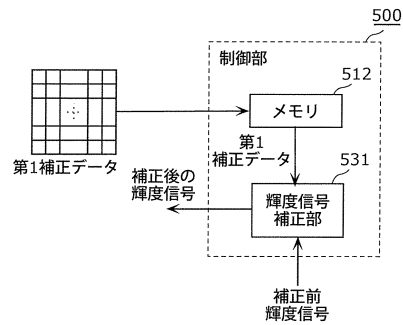 500
制御部
512
メモリ
第1補正データ
第1
補正データ
531
補正後の
輝度信号
輝度信号
補正部
補正前
輝度信号